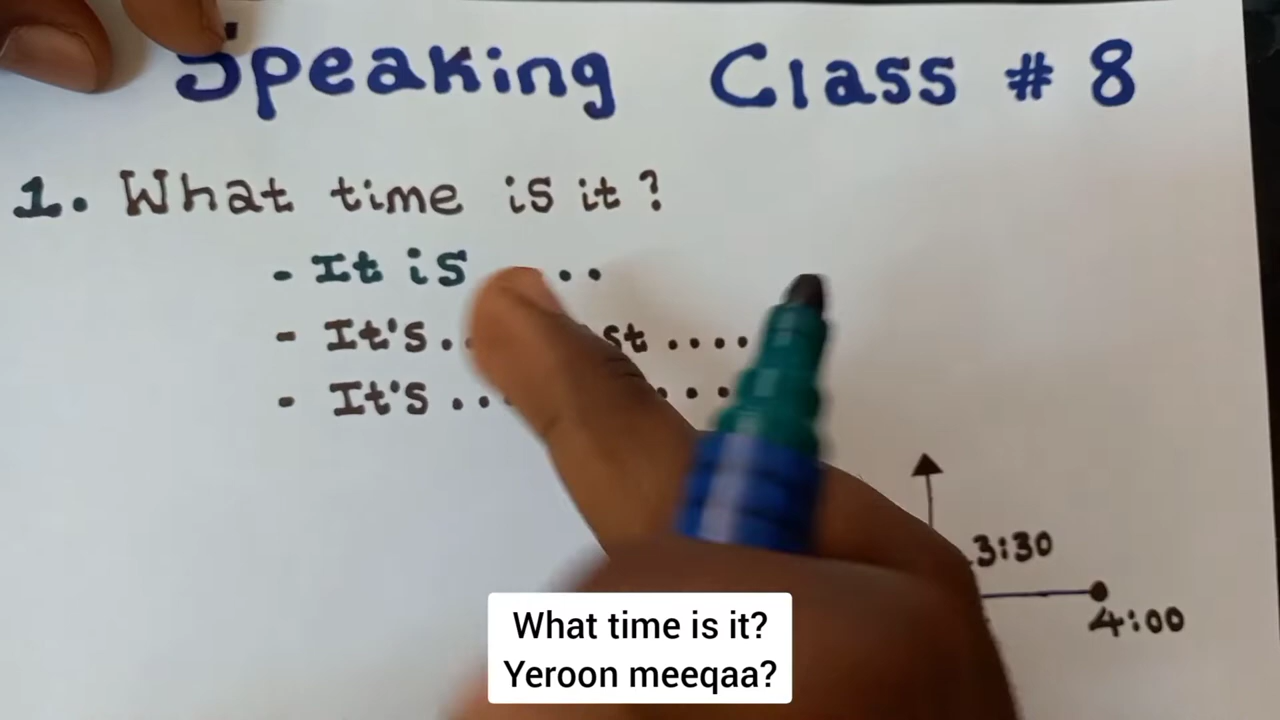 Speaking Class # 8
1. What time is it?
- It is ..
- It's.. st ....
- It's ... ...
3:30
4:00
What time is it?
Yeroon meeqaa?